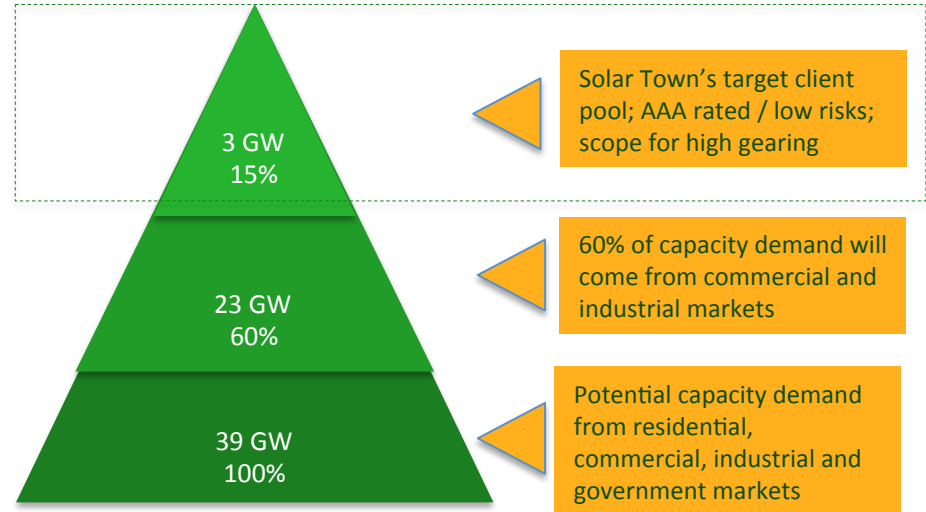 3 GW
15%
Solar Town’s target client
pool; AAA rated / low risks;
scope for high gearing
23 GW
60%
60% of capacity demand will
come from commercial and
industrial markets
39 GW
100%
Potential capacity demand
from residential,
commercial, industrial and
government markets